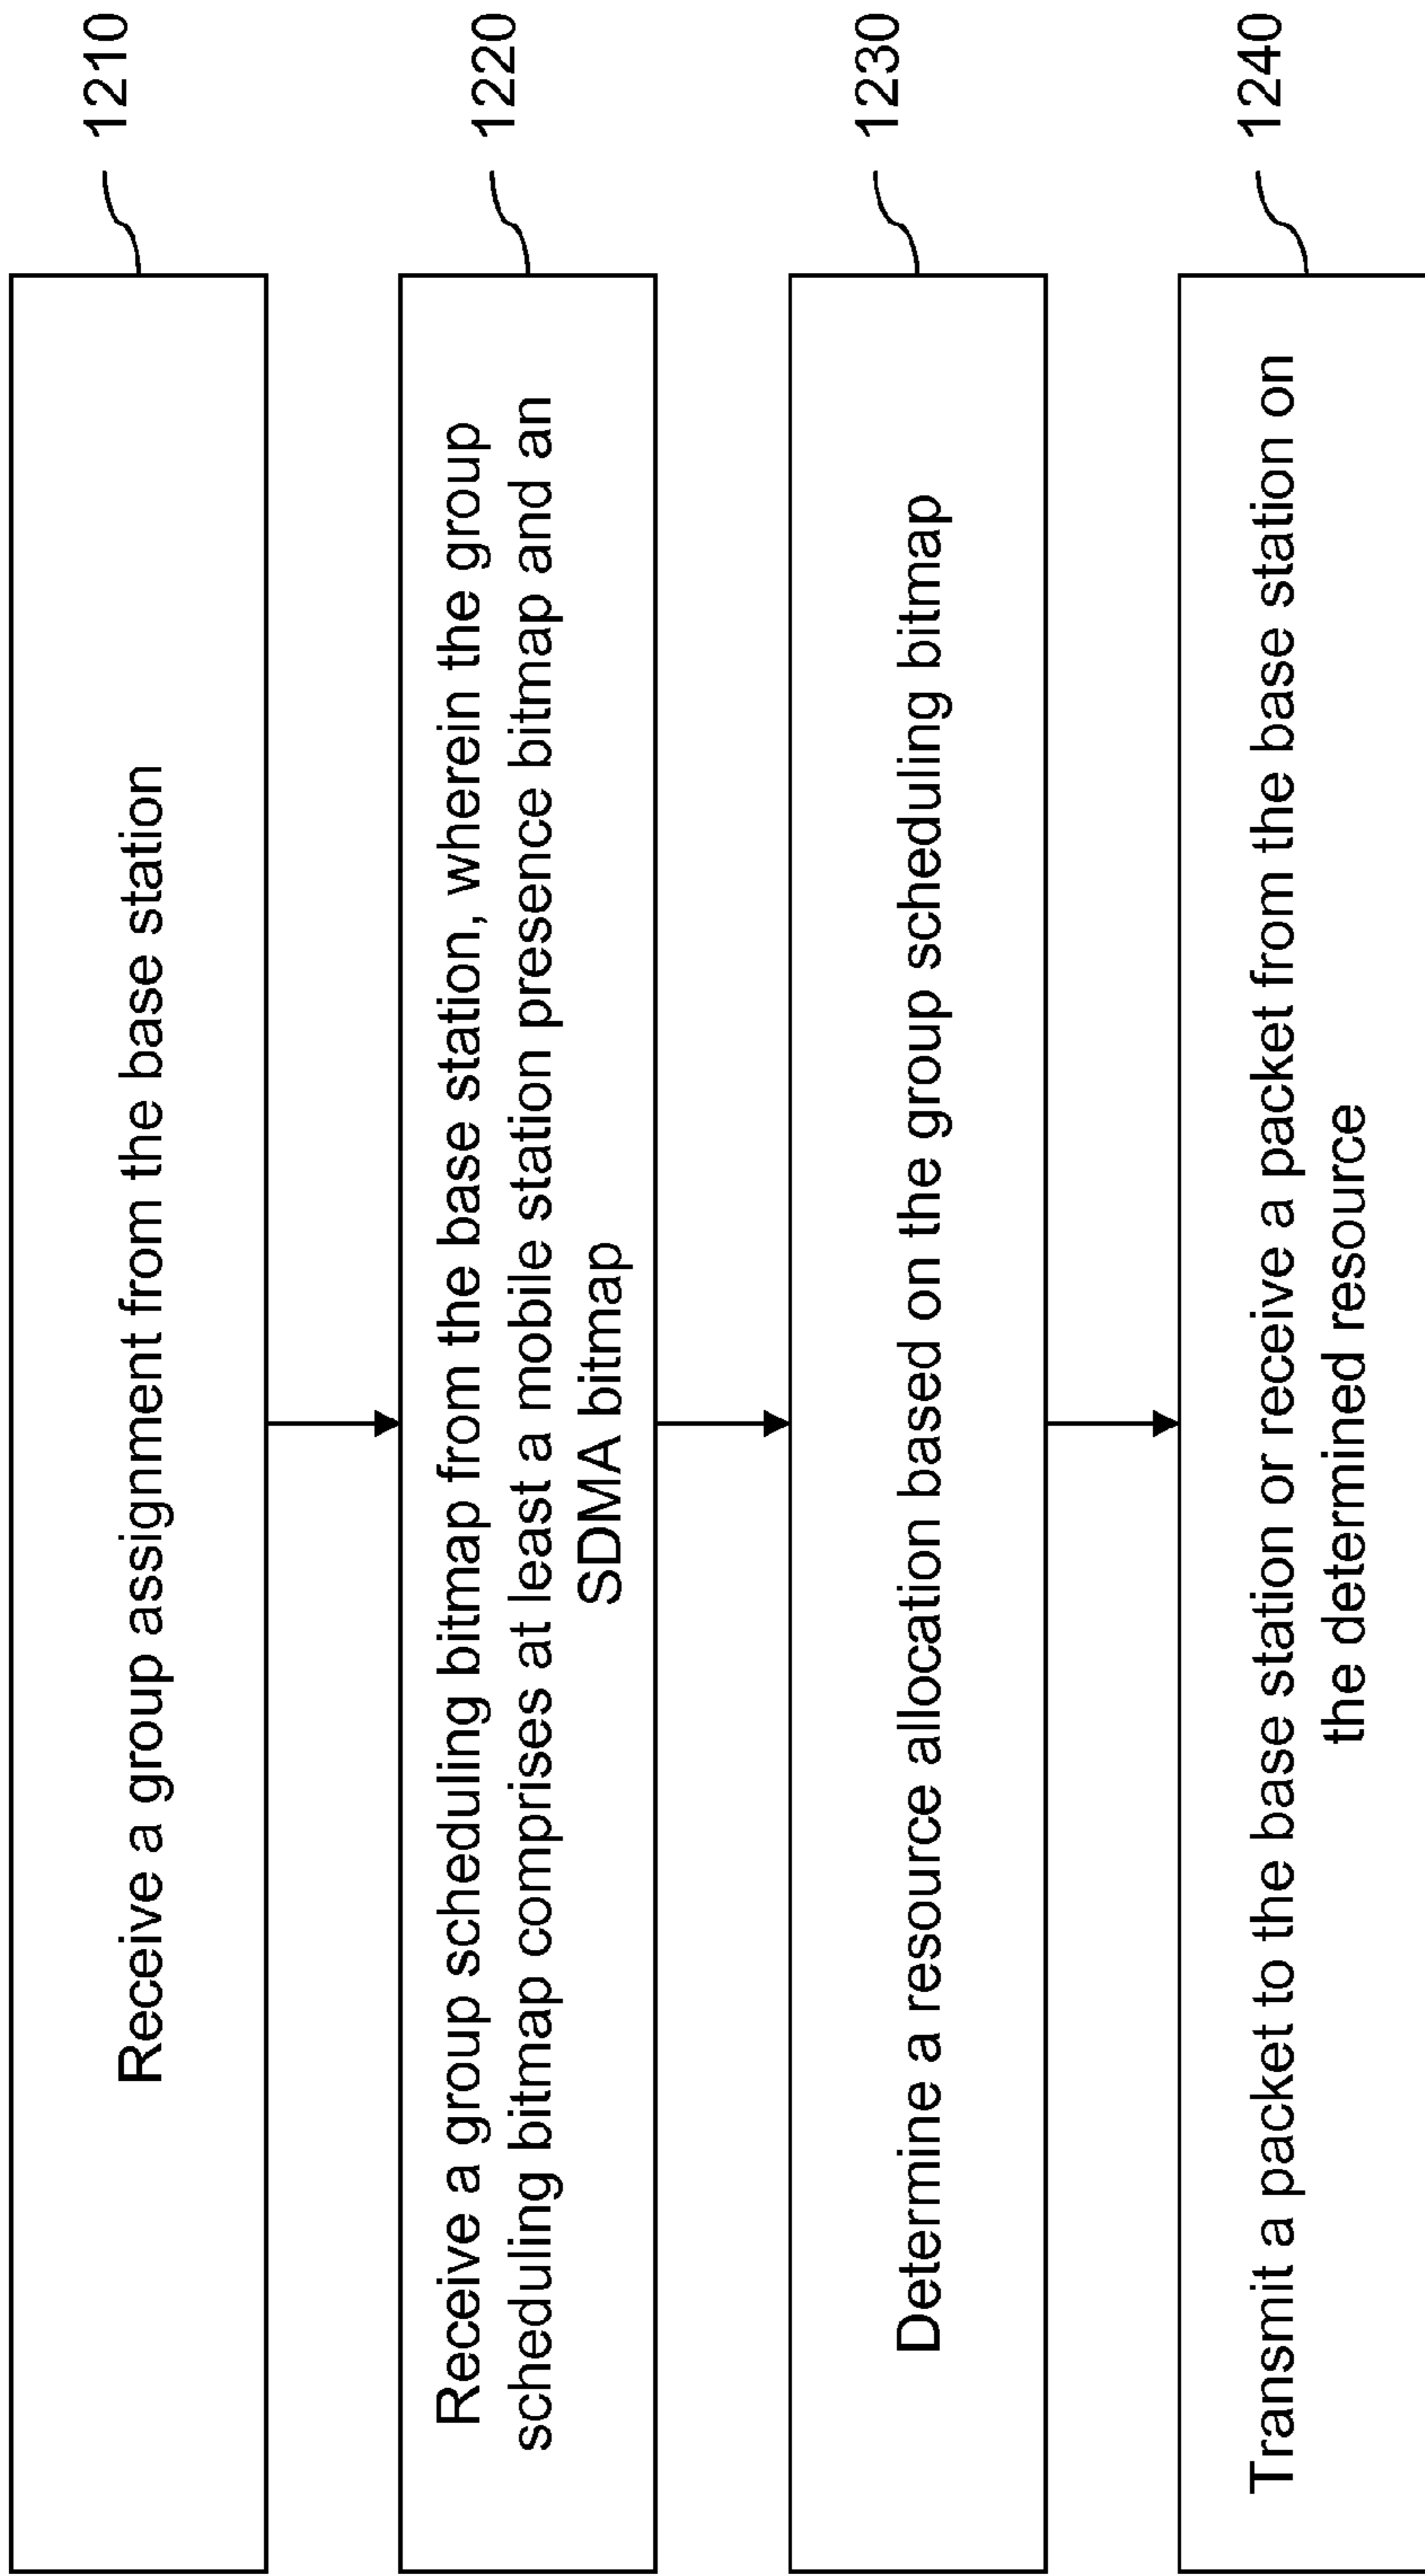 Receive a group assignment from the base station
1210
Receive a group scheduling bitmap from the base station, wherein the group
scheduling bitmap comprises at least a mobile station presence bitmap and an
SDMA bitmap
1220
Determine a resource allocation based on the group scheduling bitmap
1230
Transmit a packet to the base station or receive a packet from the base station on
the determined resource
1240